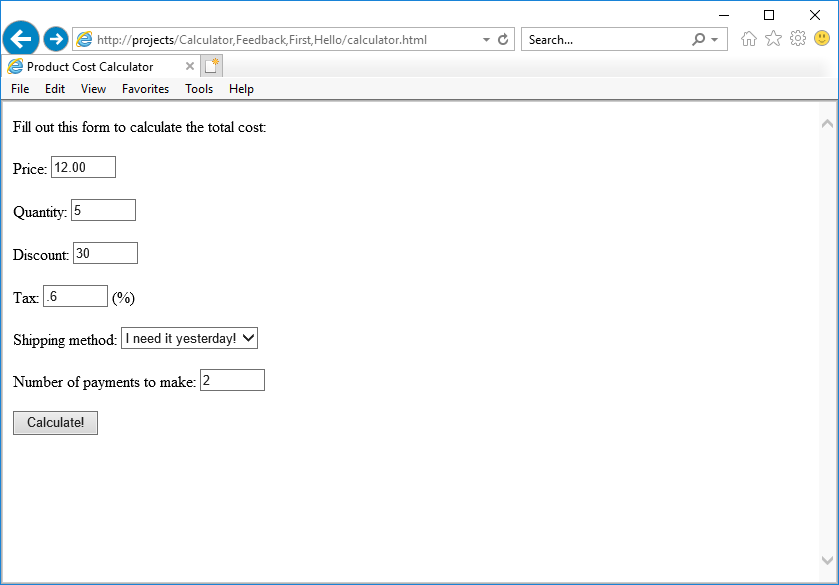 http://projects/Calculator,Feedback,First,Hello/calculator.html
Search...
Product Cost Calculator
File Edit View Favorites Tools Help
Fill out this form to calculate the total cost:
Price: 12.00
Quantity: 5
Discount: 30
Tax: .6 (%)
Shipping method: I need it yesterday!
Number of payments to make: 2
Calculate!